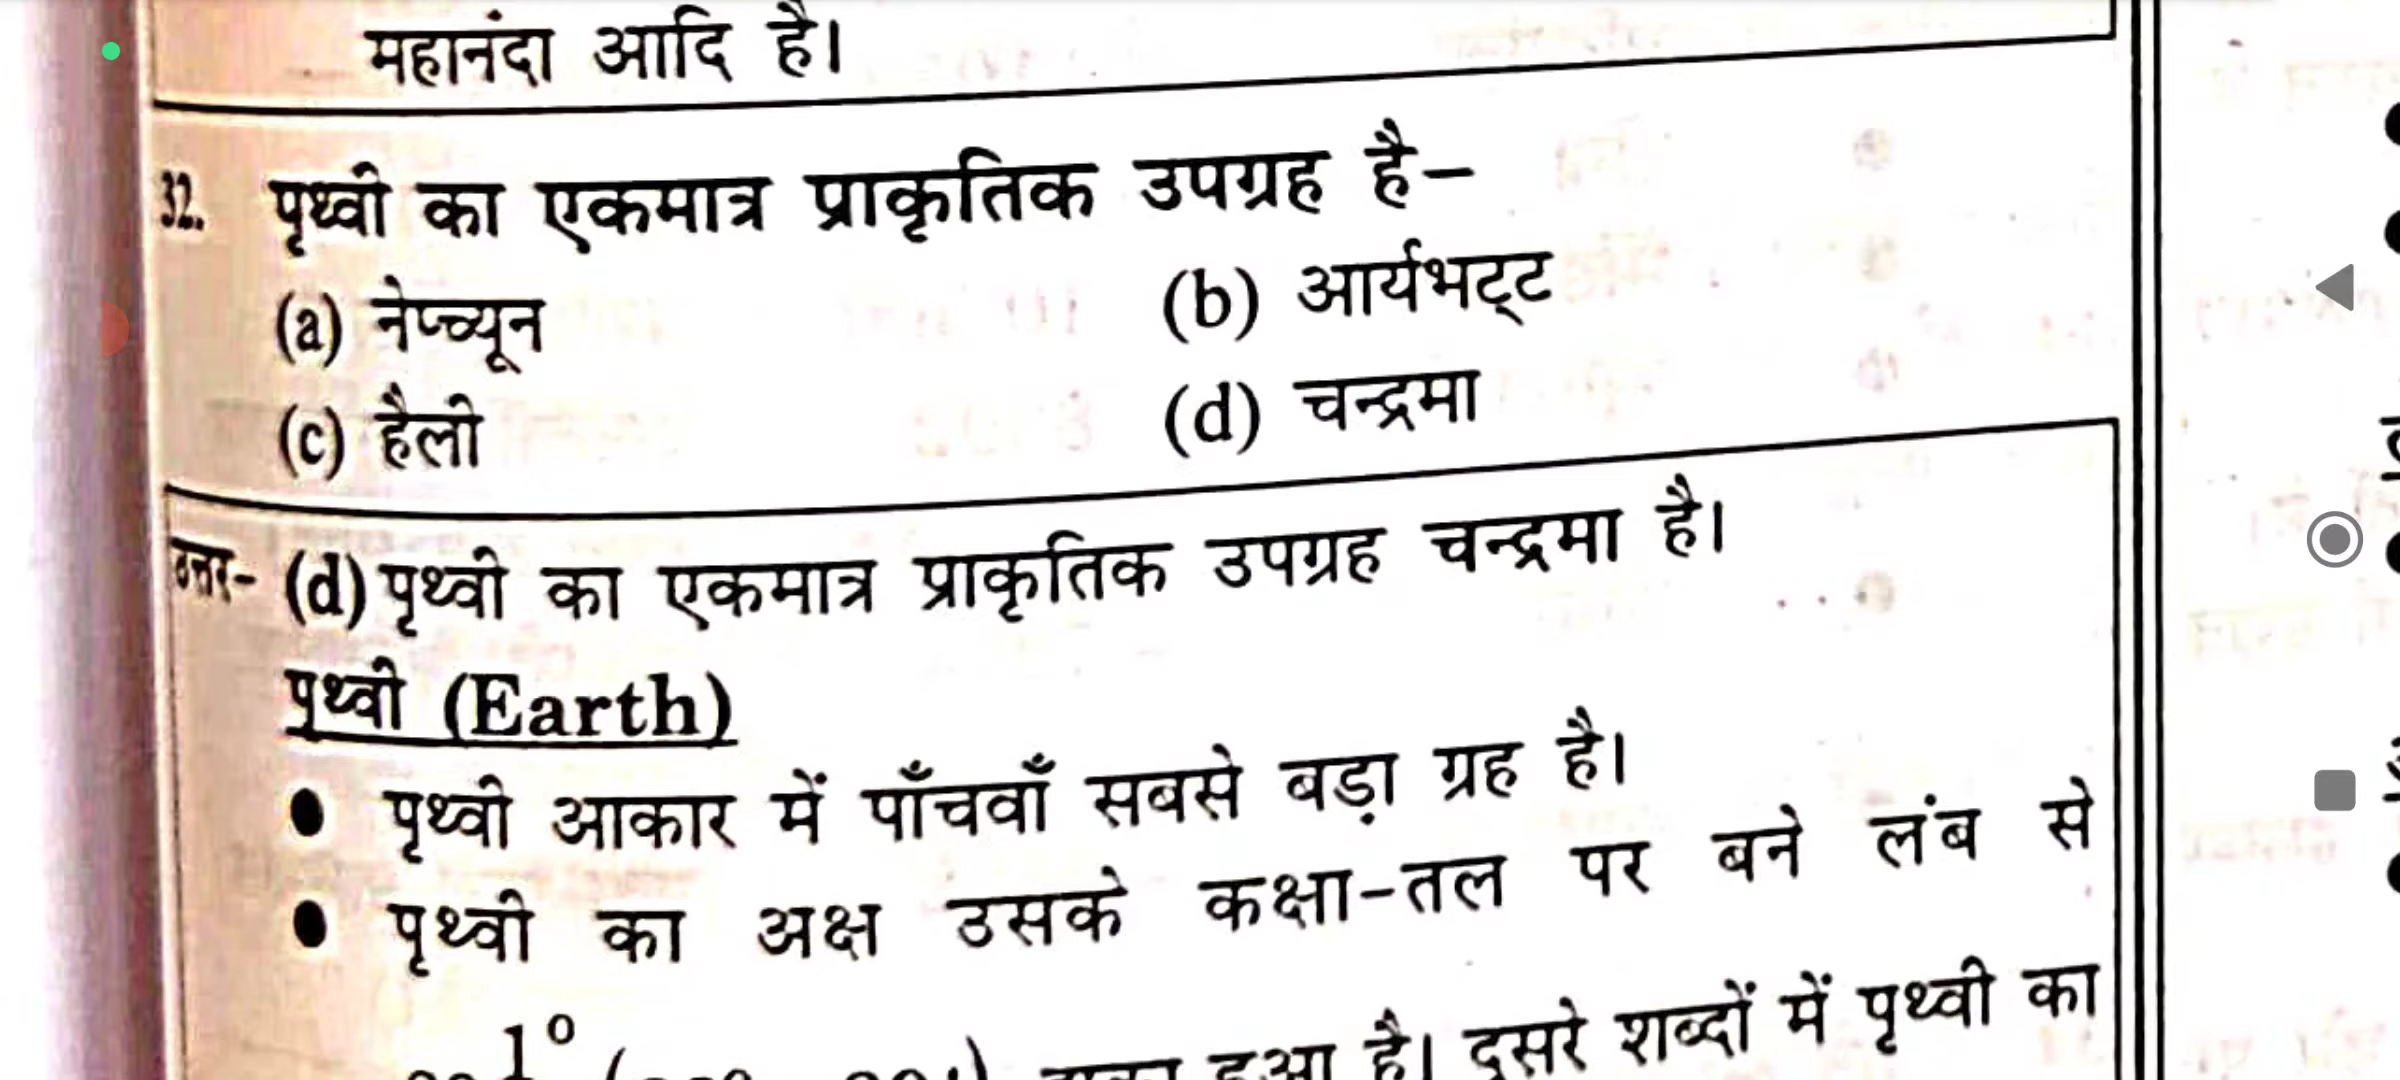 महानंदा आदि है।
32. पृथ्वी का एकमात्र प्राकृतिक उपग्रह है–
(a) नेप्च्यून (b) आर्यभट्ट
(c) हैली (d) चन्द्रमा
उत्तर- (d) पृथ्वी का एकमात्र प्राकृतिक उपग्रह चन्द्रमा है।
पृथ्वी (Earth)
● पृथ्वी आकार में पाँचवाँ सबसे बड़ा ग्रह है।
● पृथ्वी का अक्ष उसके कक्षा-तल पर बने लंब से
हुआ है। दूसरे शब्दों में पृथ्वी का